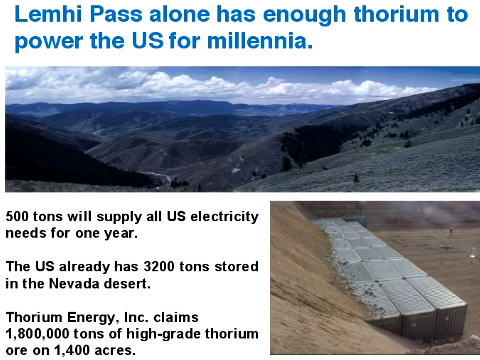 Lemhi Pass alone has enough thorium to
power the US for millennia.
500 tons will supply all US electricity
needs for one year.
The US already has 3200 tons stored
in the Nevada desert.
Thorium Energy, Inc. claims
1,800,000 tons of high-grade thorium
ore on 1,400 acres.